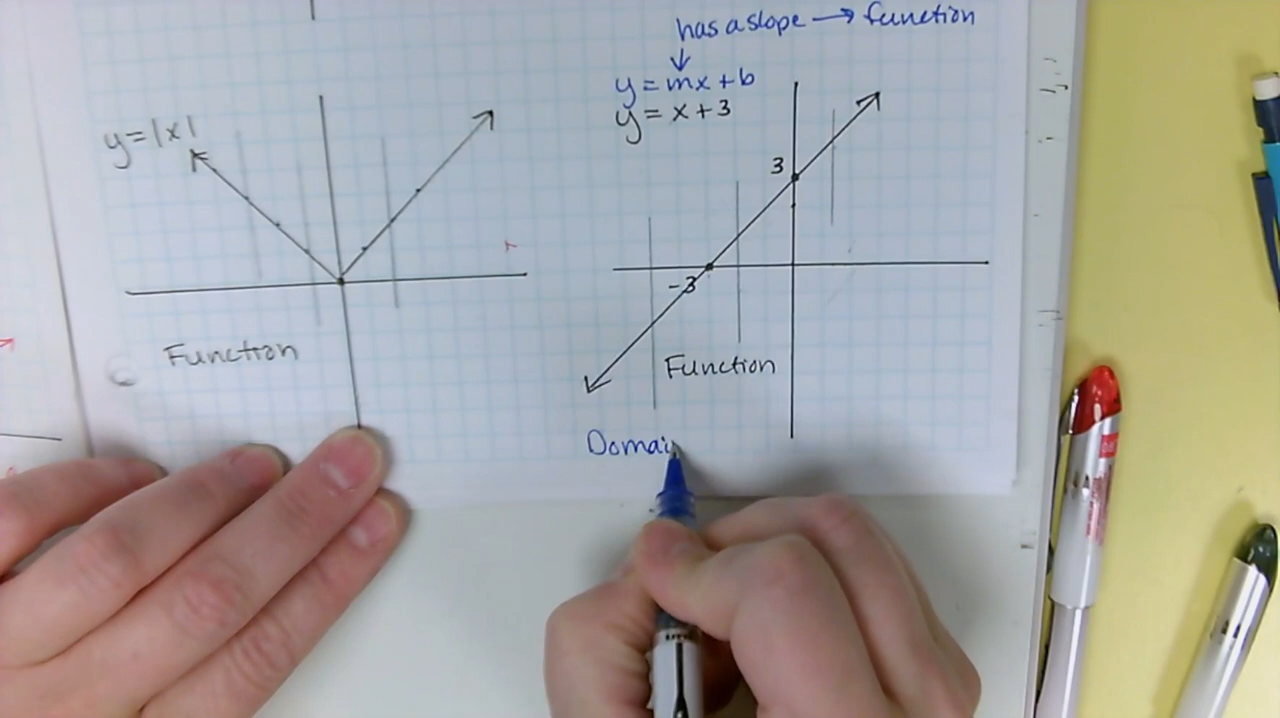 has a slope → function
↓
y = mx + b
y = x + 3
y = |x|
3
-3
Function
Function
Domai